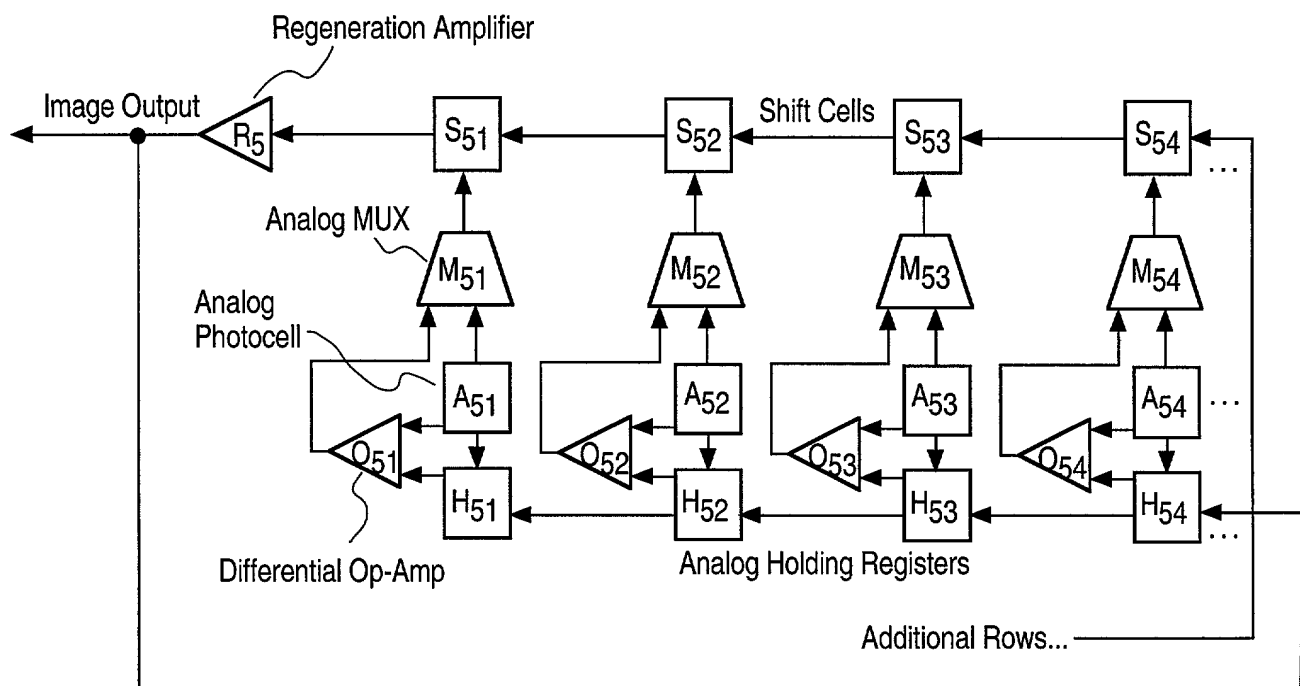 Regeneration Amplifier
Image Output
R5
S51
S52
Shift Cells
S53
S54
...
Analog MUX
M51
M52
M53
M54
Analog
Photocell
A51
A52
A53
A54
...
O51
O52
O53
O54
H51
H52
H53
H54
...
Differential Op-Amp
Analog Holding Registers
Additional Rows...